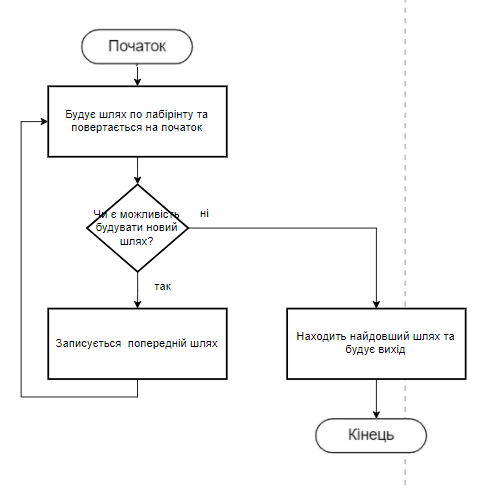 Початок
Будує шлях по лабірінту та
повертається на початок
Чи є можливість
будувати новий
шлях?
ні
так
Записується попередній шлях
Находить найдовший шлях та
будує вихід
Кінець